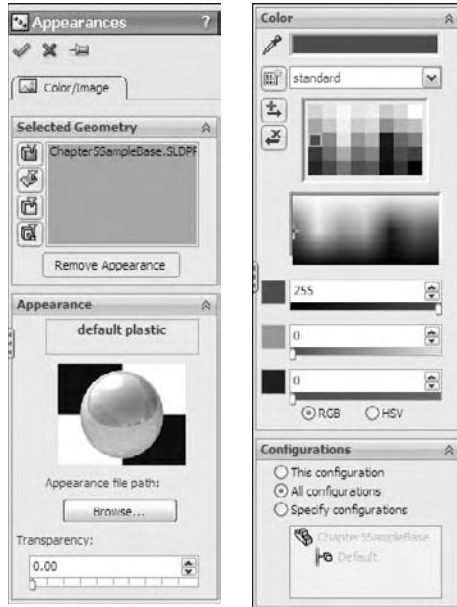 Appearances ?
Color/Image
Selected Geometry
Chapter5SampleBase.SLDPF
Remove Appearance
Appearance
default plastic
Appearance file path:
Browse...
Transparency:
0.00
Color
standard
255
0
0
RGB HSV
Configurations
This configuration
All configurations
Specify configurations
Chapter5SampleBase
Default